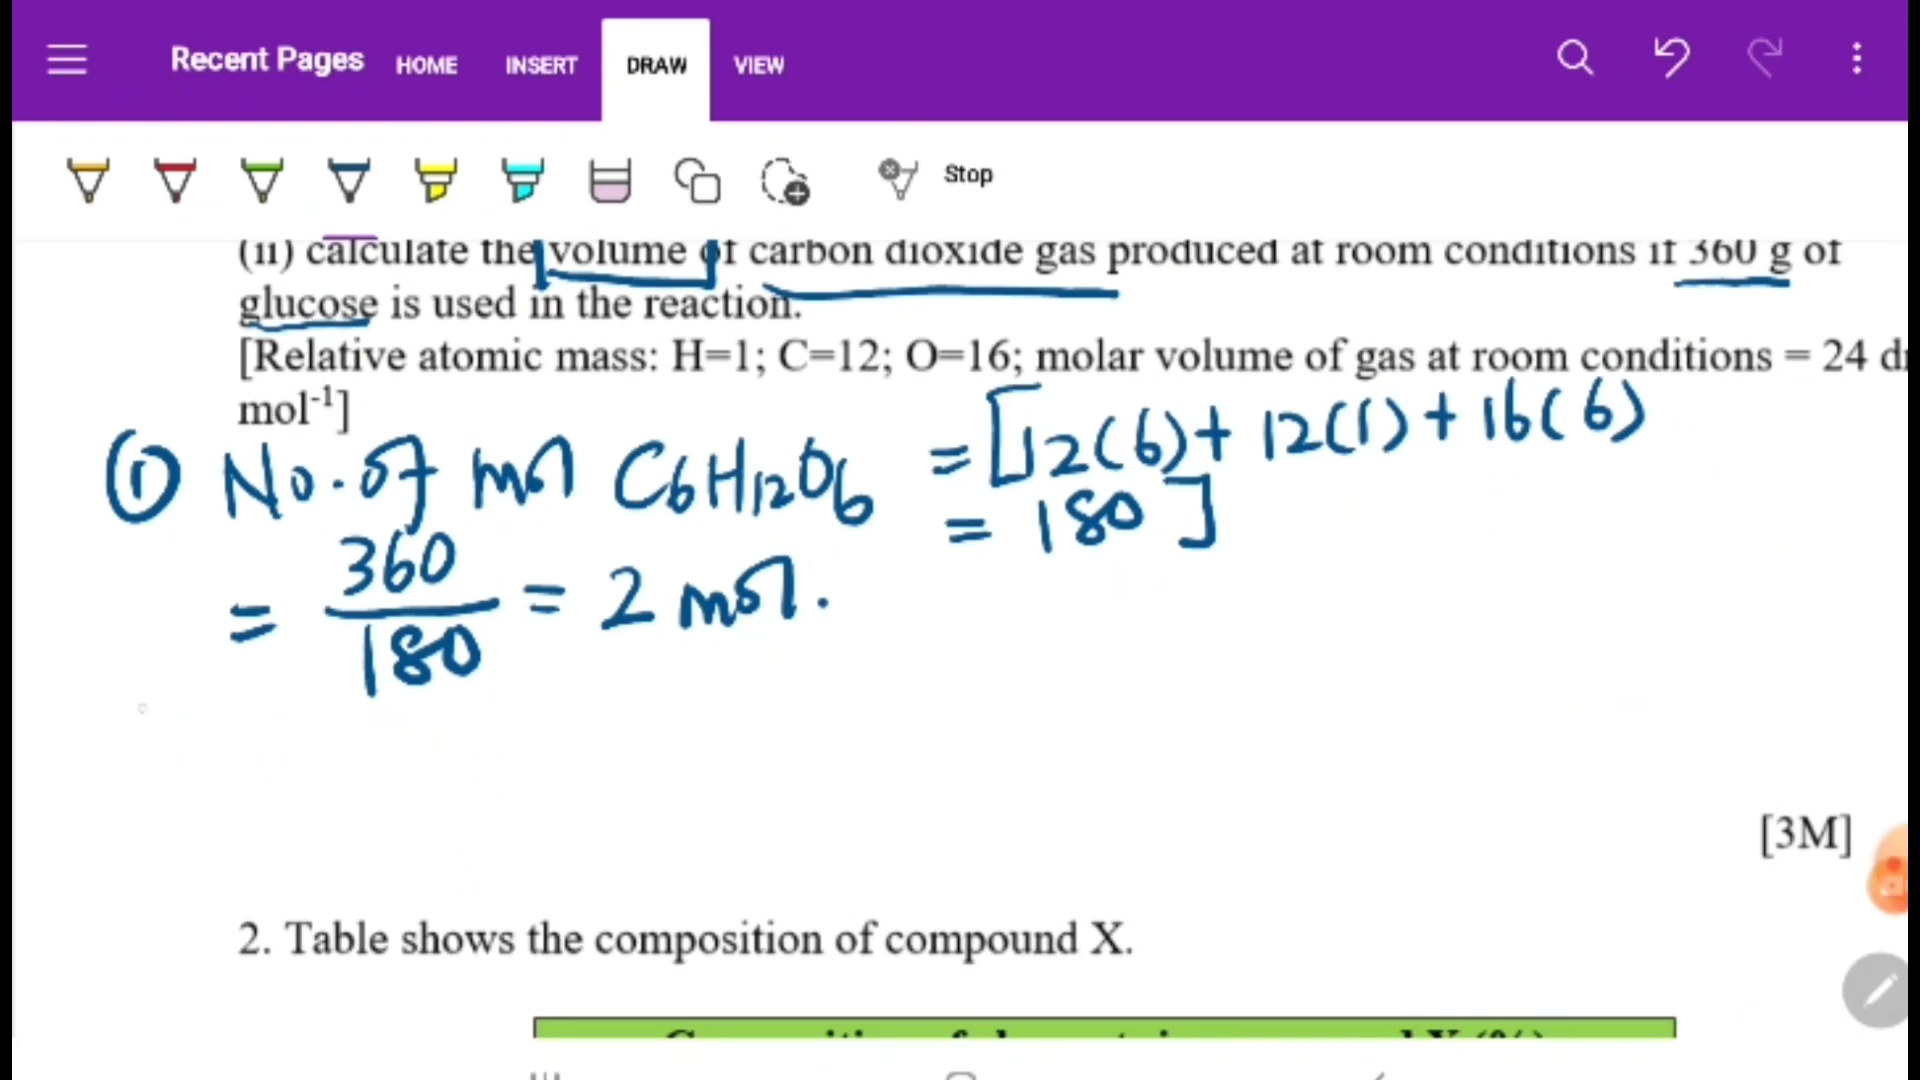 Recent Pages HOME INSERT DRAW VIEW
Stop
(ii) calculate the volume of carbon dioxide gas produced at room conditions if 360 g of
glucose is used in the reaction.
[Relative atomic mass: H=1; C=12; O=16; molar volume of gas at room conditions = 24
mol⁻¹]
① No. of mol C6H12O6 = [12(6) + 12(1) + 16(6)
= 180]
= 360/180 = 2 mol.
[3M]
2. Table shows the composition of compound X.